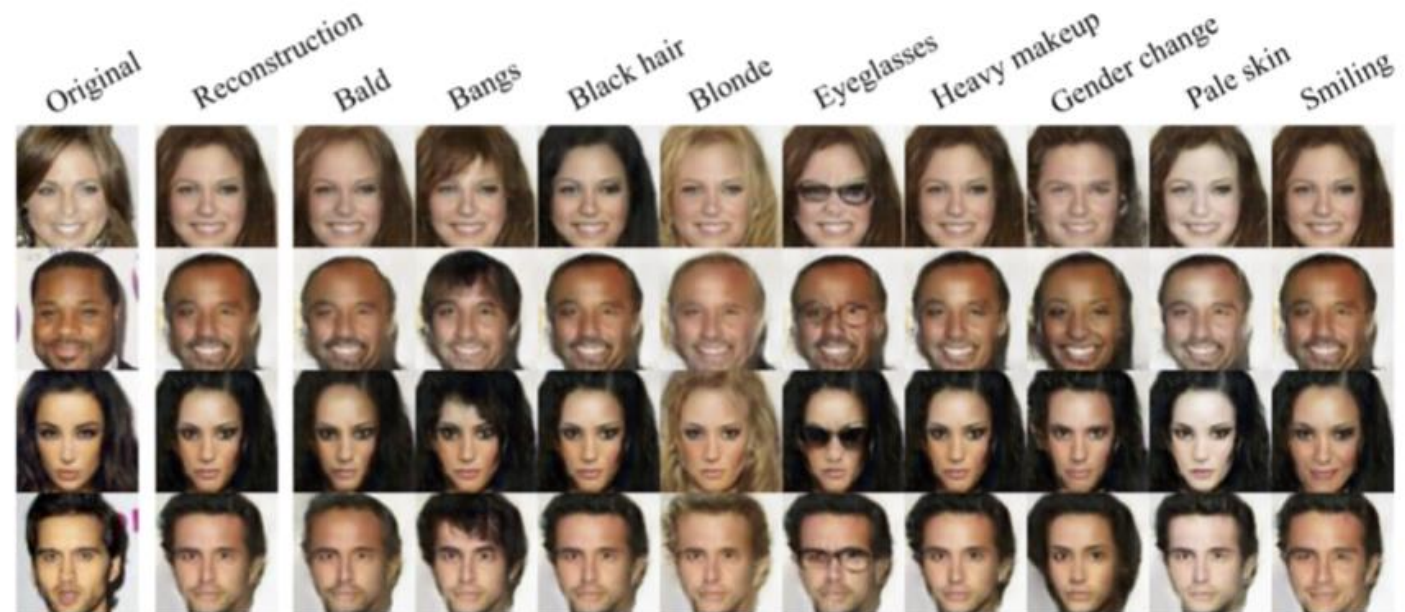 Original
Reconstruction
Bald
Bangs
Black hair
Blonde
Eyeglasses
Heavy makeup
Gender change
Pale skin
Smiling